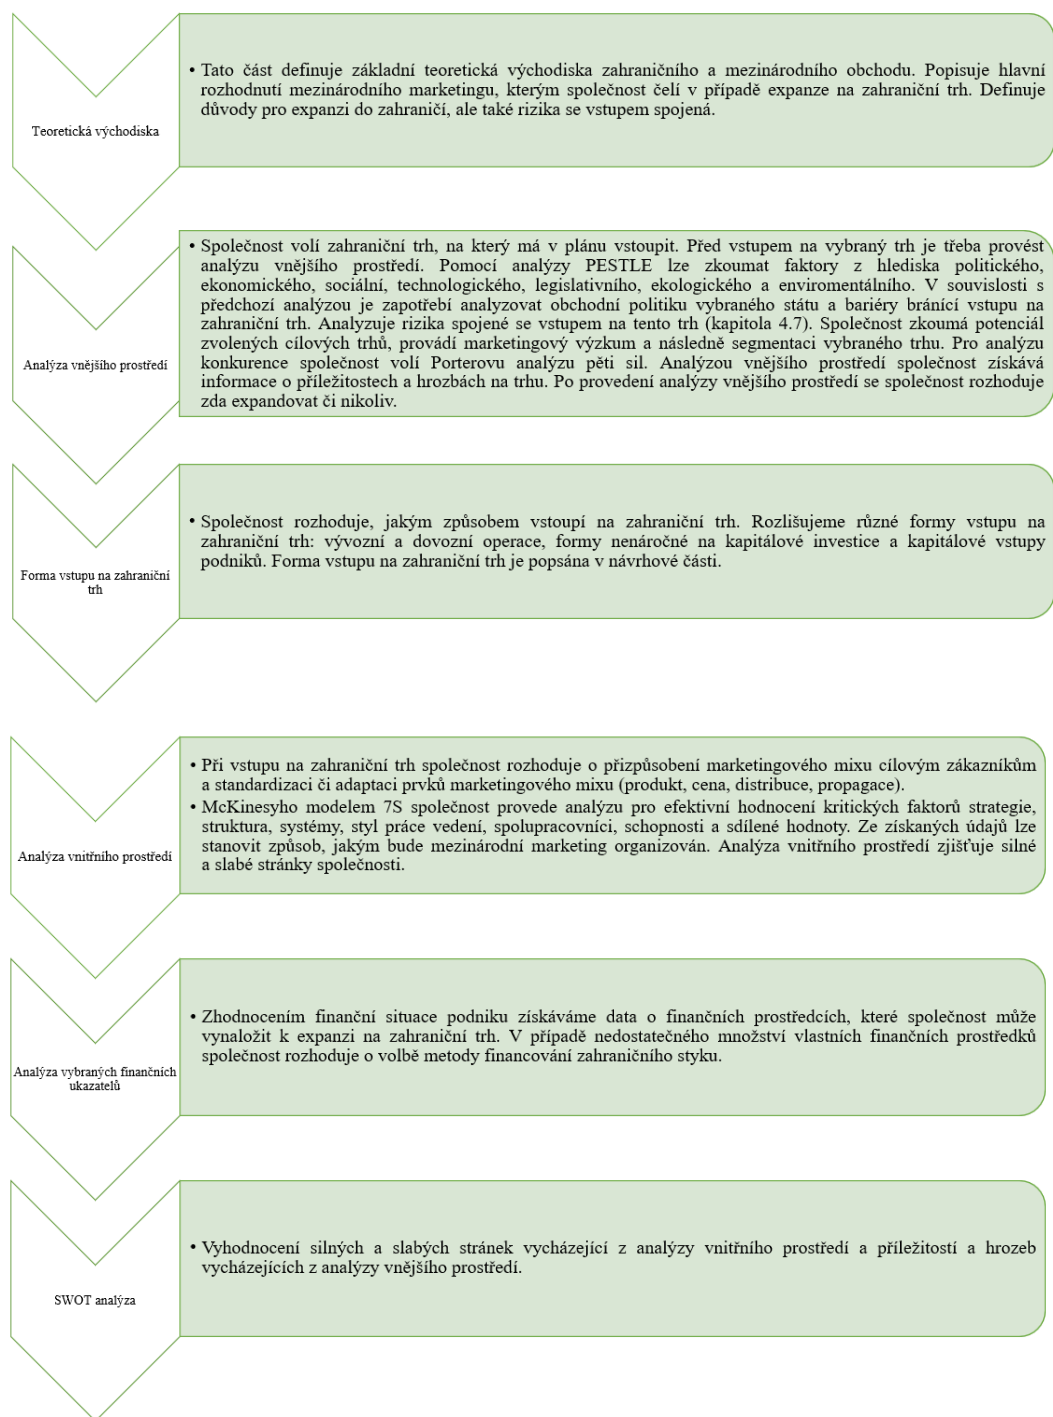 Teoretická východiska
• Tato část definuje základní teoretická východiska zahraničního a mezinárodního obchodu. Popisuje hlavní
rozhodnutí mezinárodního marketingu, kterým společnost čelí v případě expanze na zahraniční trh. Definuje
důvody pro expanzi do zahraničí, ale také rizika se vstupem spojená.
Analýza vnějšího prostředí
• Společnost volí zahraniční trh, na který má v plánu vstoupit. Před vstupem na vybraný trh je třeba provést
analýzu vnějšího prostředí. Pomocí analýzy PESTLE lze zkoumat faktory z hlediska politického,
ekonomického, sociální, technologického, legislativního, ekologického a enviromentálního. V souvislosti s
předchozí analýzou je zapotřebí analyzovat obchodní politiku vybraného státu a bariéry bránící vstupu na
zahraniční trh. Analyzuje rizika spojené se vstupem na tento trh (kapitola 4.7). Společnost zkoumá potenciál
zvolených cílových trhů, provádí marketingový výzkum a následně segmentaci vybraného trhu. Pro analýzu
konkurence společnost volí Porterovu analýzu pěti sil. Analýzou vnějšího prostředí společnost získává
informace o příležitostech a hrozbách na trhu. Po provedení analýzy vnějšího prostředí se společnost rozhoduje
zda expandovat či nikoliv.
Forma vstupu na zahraniční
trh
• Společnost rozhoduje, jakým způsobem vstoupí na zahraniční trh. Rozlišujeme různé formy vstupu na
zahraniční trh: vývozní a dovozní operace, formy nenáročné na kapitálové investice a kapitálové vstupy
podniků. Forma vstupu na zahraniční trh je popsána v návrhové části.
Analýza vnitřního prostředí
• Při vstupu na zahraniční trh společnost rozhoduje o přizpůsobení marketingového mixu cílovým zákazníkům
a standardizaci či adaptaci prvků marketingového mixu (produkt, cena, distribuce, propagace).
• McKinesyho modelem 7S společnost provede analýzu pro efektivní hodnocení kritických faktorů strategie,
struktura, systémy, styl práce vedení, spolupracovníci, schopnosti a sdílené hodnoty. Ze získaných údajů lze
stanovit způsob, jakým bude mezinárodní marketing organizován. Analýza vnitřního prostředí zjišťuje silné
a slabé stránky společnosti.
Analýza vybraných finančních
ukazatelů
• Zhodnocením finanční situace podniku získáváme data o finančních prostředcích, které společnost může
vynaložit k expanzi na zahraniční trh. V případě nedostatečného množství vlastních finančních prostředků
společnost rozhoduje o volbě metody financování zahraničního styku.
SWOT analýza
• Vyhodnocení silných a slabých stránek vycházející z analýzy vnitřního prostředí a příležitostí a hrozeb
vycházejících z analýzy vnějšího prostředí.